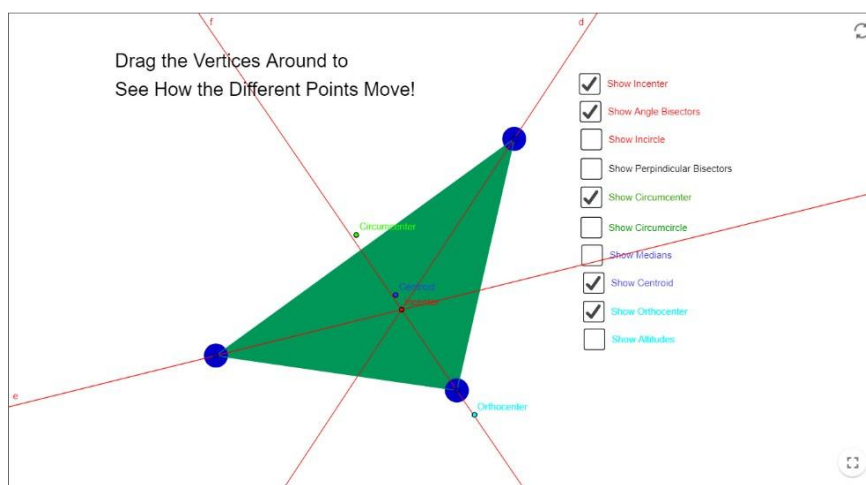 f
d
Drag the Vertices Around to
See How the Different Points Move!
Show Incenter
Show Angle Bisectors
Show Incircle
Show Perpindicular Bisectors
Show Circumcenter
Show Circumcircle
Show Medians
Show Centroid
Show Orthocenter
Show Altitudes
Circumcenter
Centroid
Incenter
e
Orthocenter